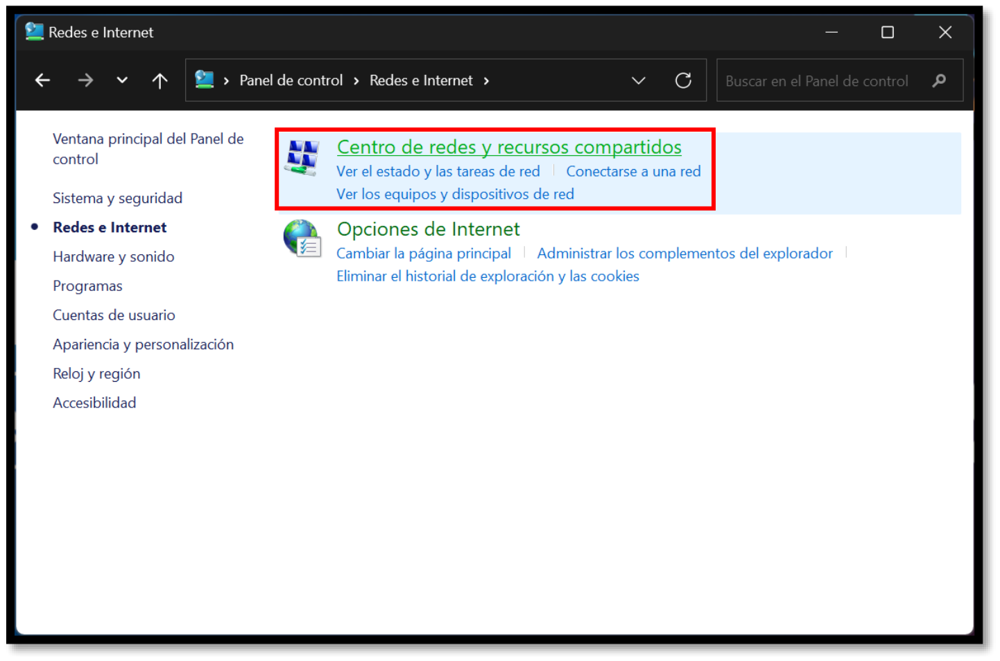 Redes e Internet
Panel de control › Redes e Internet ›
Buscar en el Panel de control
Ventana principal del Panel de
control
Sistema y seguridad
Redes e Internet
Hardware y sonido
Programas
Cuentas de usuario
Apariencia y personalización
Reloj y región
Accesibilidad
Centro de redes y recursos compartidos
Ver el estado y las tareas de red | Conectarse a una red
Ver los equipos y dispositivos de red
Opciones de Internet
Cambiar la página principal | Administrar los complementos del explorador |
Eliminar el historial de exploración y las cookies